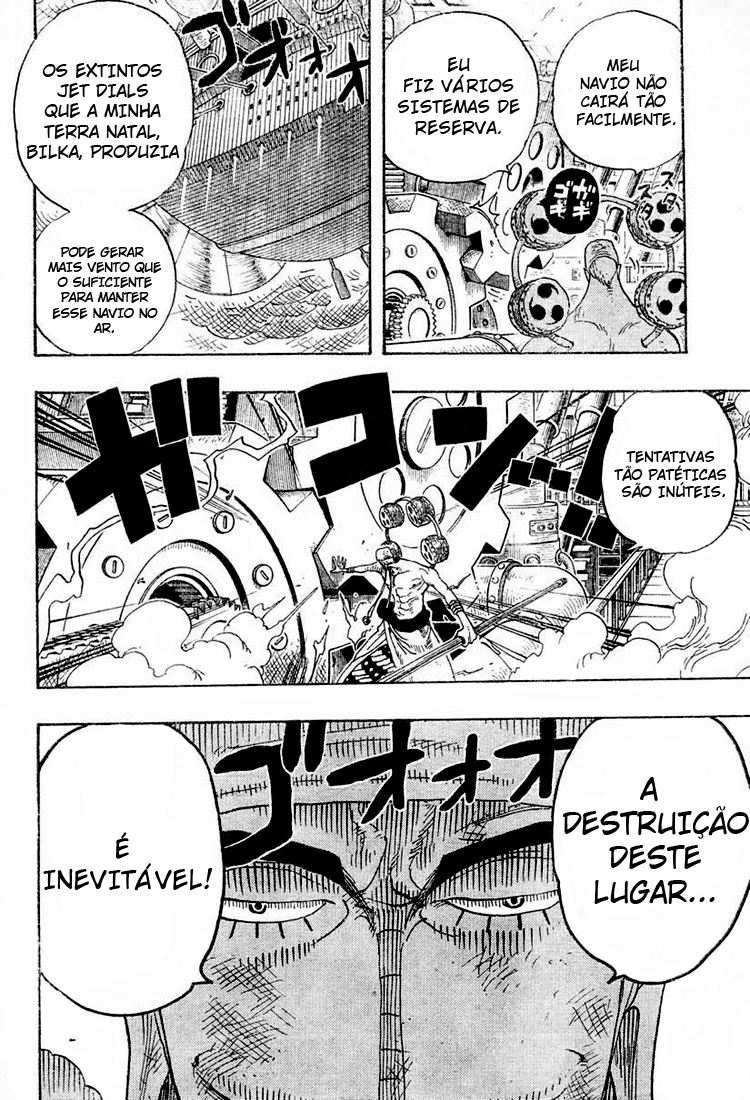 MEU
NAVIO NÃO
CAIRÁ TÃO
FACILMENTE.
EU
FIZ VÁRIOS
SISTEMAS DE
RESERVA.
ガギ
ゴギ
ゴオオオ
OS EXTINTOS
JET DIALS
QUE A MINHA
TERRA NATAL,
BILKA, PRODUZIA
PODE GERAR
MAIS VENTO QUE
O SUFICIENTE
PARA MANTER
ESSE NAVIO NO
AR.
TENTATIVAS
TÃO PATÉTICAS
SÃO INÚTEIS.
ガコン...!!
A
DESTRUIÇÃO
DESTE
LUGAR...
ゴオオオオ
É
INEVITÁVEL!